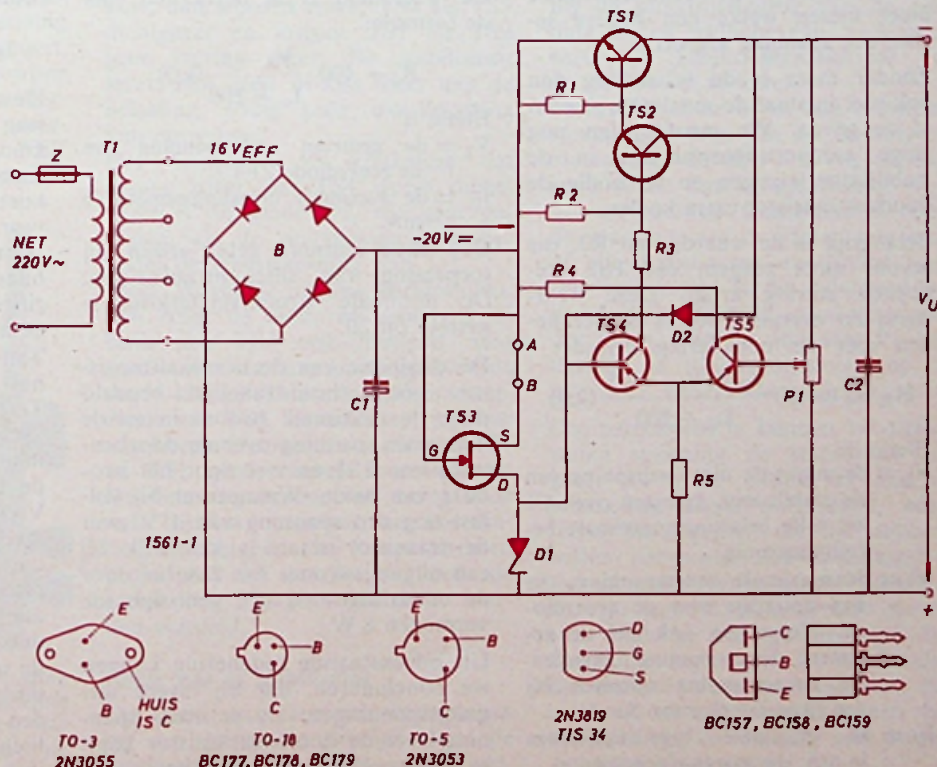 TS1
−
R1
TS2
Z
T1
16 VEFF
R2
−20V =
B
R3
NET
220V~
R4
VU
TS4
D2
TS5
A
B
P1
C1
C2
TS3
S
G
D
R5
1561-1
D1
+
E
B
HUIS
IS C
TO-3
2N3055
E
B
C
TO-18
BC177, BC178, BC179
E
B
C
TO-5
2N3053
D
G
S
2N3819
TIS 34
C
B
E
BC157, BC158, BC159